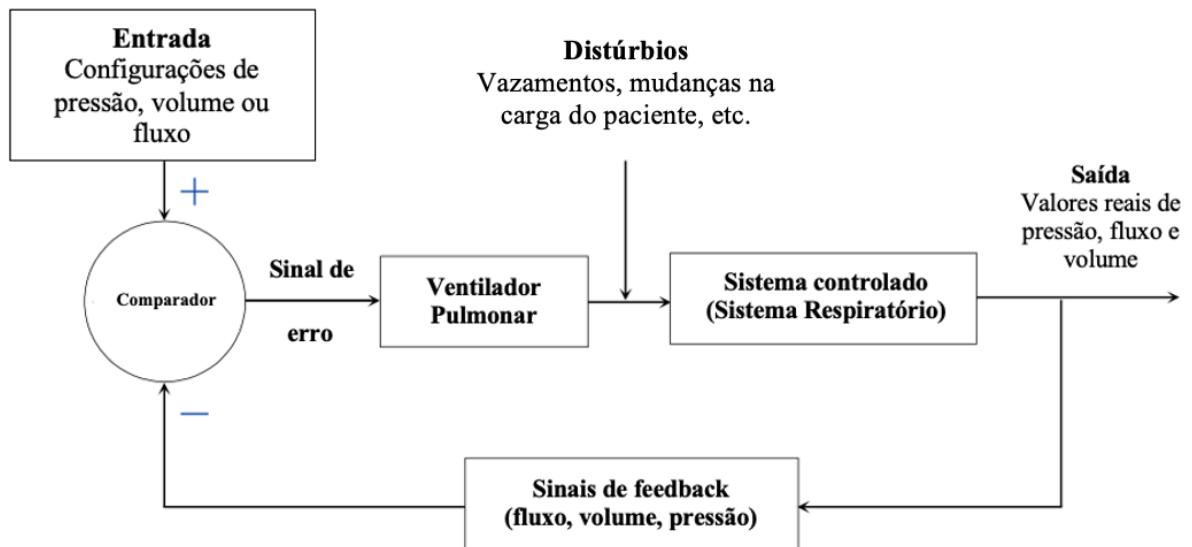 Entrada
Configurações de
pressão, volume ou
fluxo
+
Distúrbios
Vazamentos, mudanças na
carga do paciente, etc.
Saída
Valores reais de
pressão, fluxo e
volume
Comparador
Sinal de
erro
Ventilador
Pulmonar
Sistema controlado
(Sistema Respiratório)
−
Sinais de feedback
(fluxo, volume, pressão)